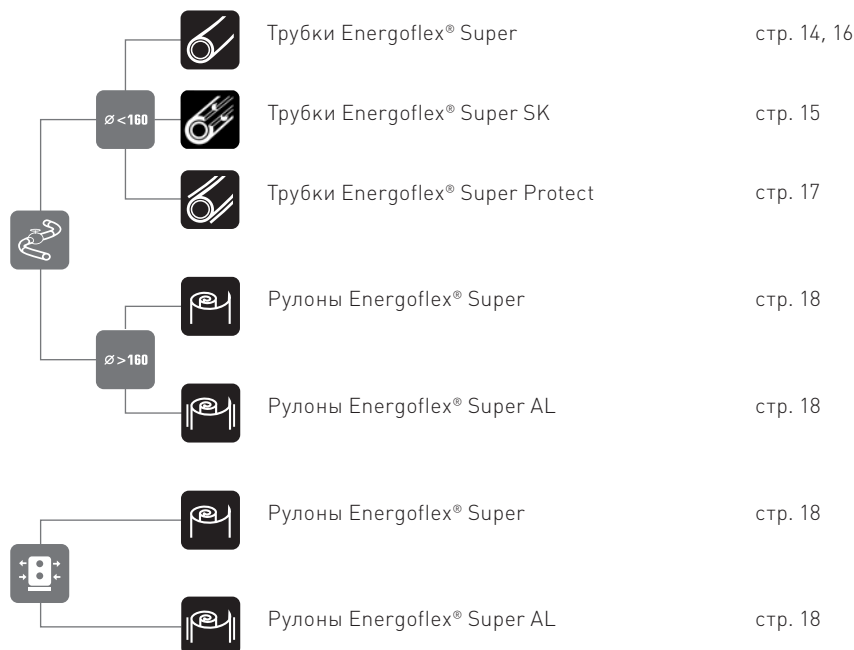 Трубки Energoflex® Super стр. 14, 16
ø<160
Трубки Energoflex® Super SK стр. 15
Трубки Energoflex® Super Protect стр. 17
Рулоны Energoflex® Super стр. 18
ø>160
Рулоны Energoflex® Super AL стр. 18
Рулоны Energoflex® Super стр. 18
Рулоны Energoflex® Super AL стр. 18